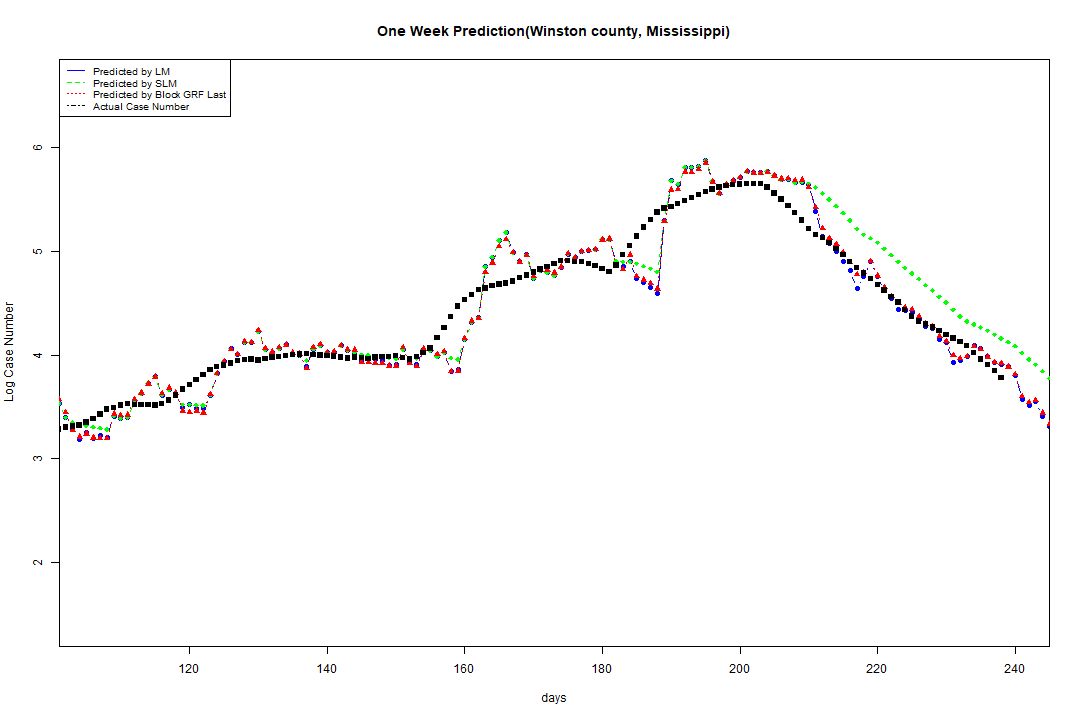 One Week Prediction(Winston county, Mississippi)
Predicted by LM
Predicted by SLM
Predicted by Block GRF Last
Actual Case Number
Log Case Number
6
5
4
3
2
120 140 160 180 200 220 240
days